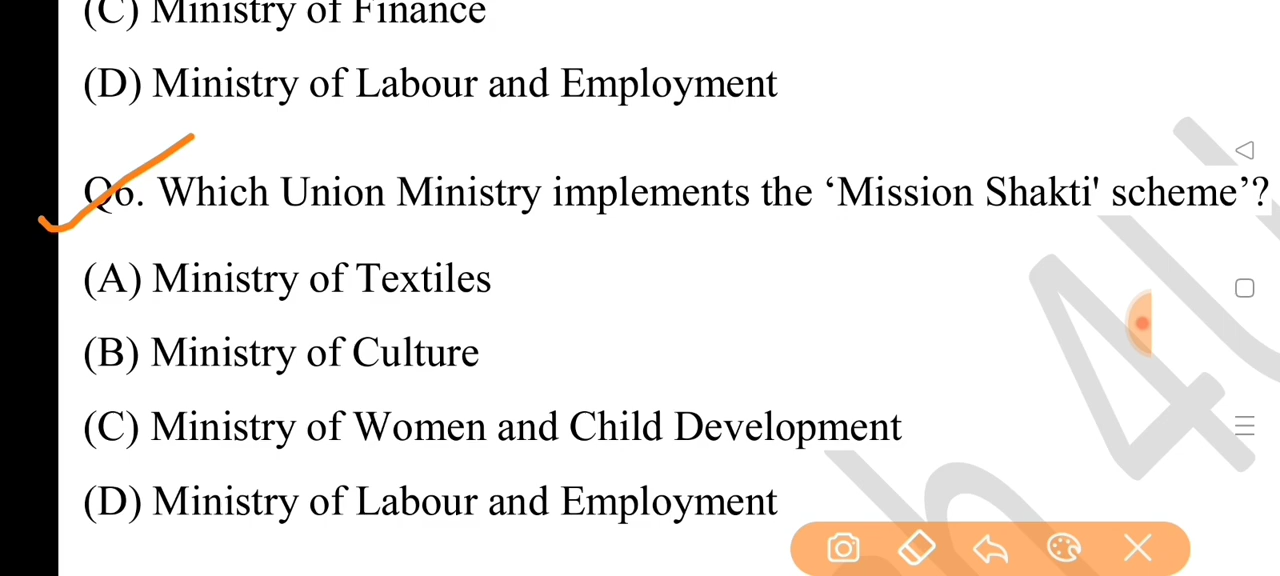 (C) Ministry of Finance
(D) Ministry of Labour and Employment
Q6. Which Union Ministry implements the ‘Mission Shakti' scheme’?
(A) Ministry of Textiles
(B) Ministry of Culture
(C) Ministry of Women and Child Development
(D) Ministry of Labour and Employment